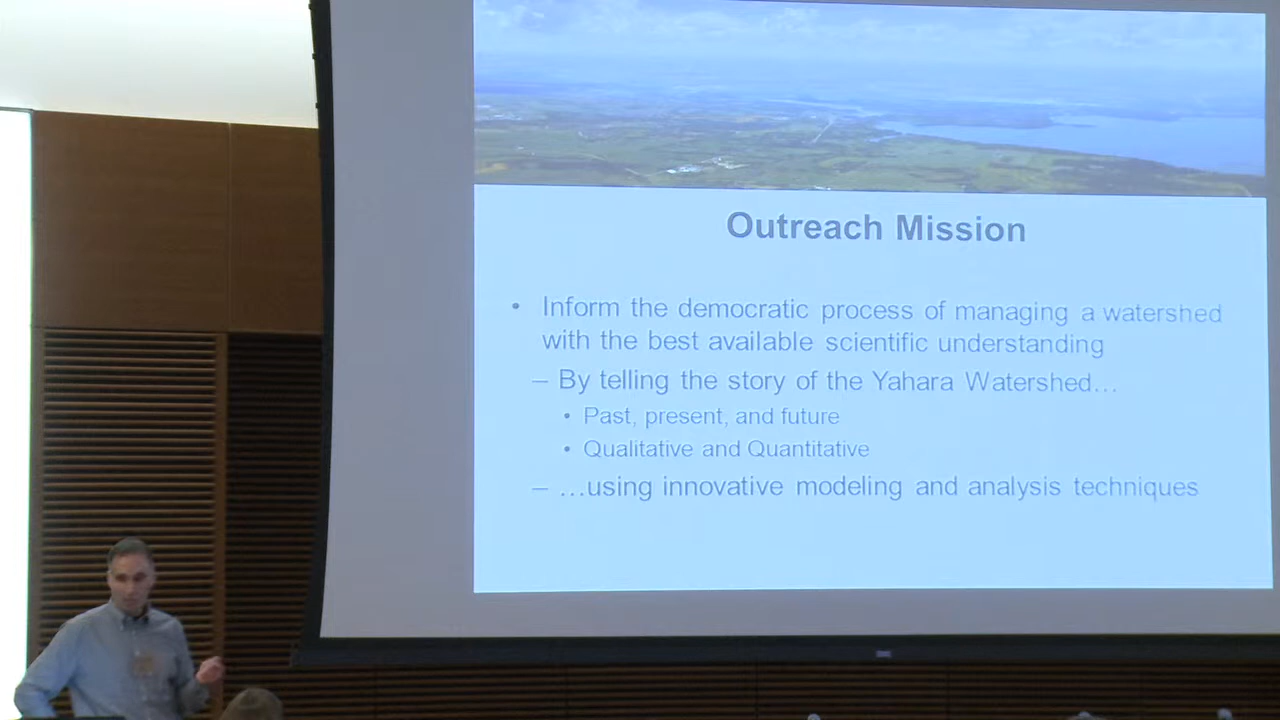 Outreach Mission
• Inform the democratic process of managing a watershed
with the best available scientific understanding
– By telling the story of the Yahara Watershed…
• Past, present, and future
• Qualitative and Quantitative
– …using innovative modeling and analysis techniques